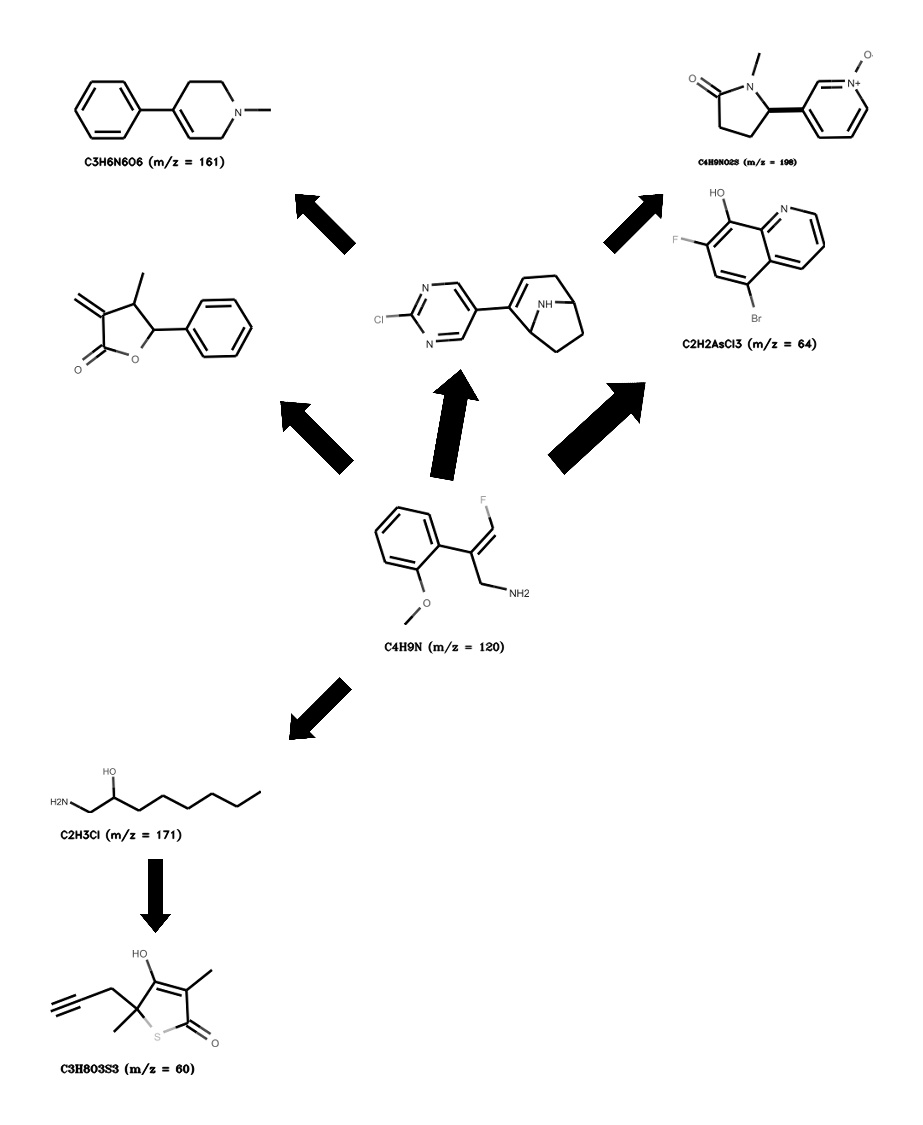 O-
O
N
N+
N
C3H6N6O6 (m/z = 161)
C4H9NO2S (m/z = 198)
HO
N
F
Br
C2H2AsCl3 (m/z = 64)
O
O
N
NH
Cl
N
F
O
NH2
C4H9N (m/z = 120)
HO
H2N
C2H3Cl (m/z = 171)
HO
S
O
C3H8O3S3 (m/z = 60)